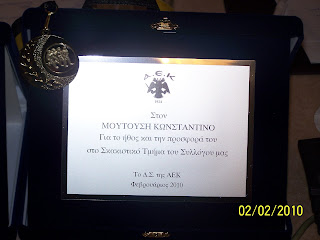 Α.Ε.Κ
1924
Στον
ΜΟΥΤΟΥΣΗ ΚΩΝΣΤΑΝΤΙΝΟ
Για το ήθος και την προσφορά του
στο Σκακιστικό Τμήμα του Συλλόγου μας
Το Δ.Σ. της ΑΕΚ
Φεβρουάριος 2010
02/02/2010